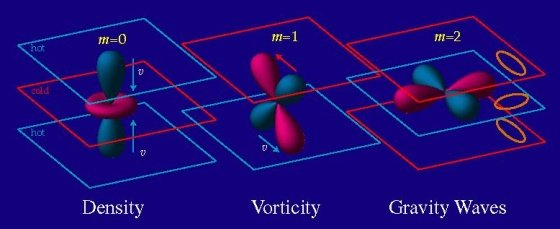 m=0
m=1
m=2
hot
cold
hot
v
v
v
Density
Vorticity
Gravity Waves